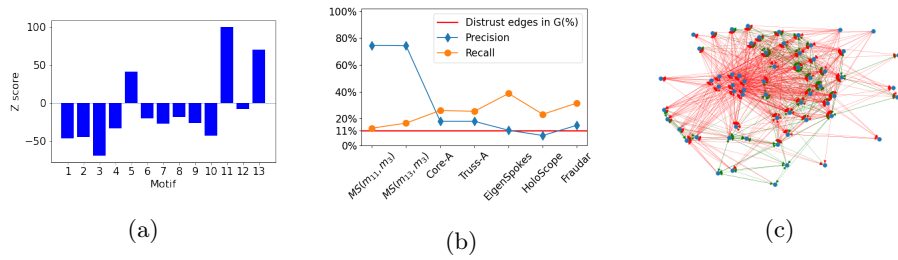 100
50
0
−50
Z score
1 2 3 4 5 6 7 8 9 10 11 12 13
Motif
(a)
100%
80%
60%
40%
20%
11%
0%
Distrust edges in G(%)
Precision
Recall
MS(m11, m3)
MS(m13, m3)
Core-A
Truss-A
EigenSpokes
HoloScope
Fraudar
(b)
(c)